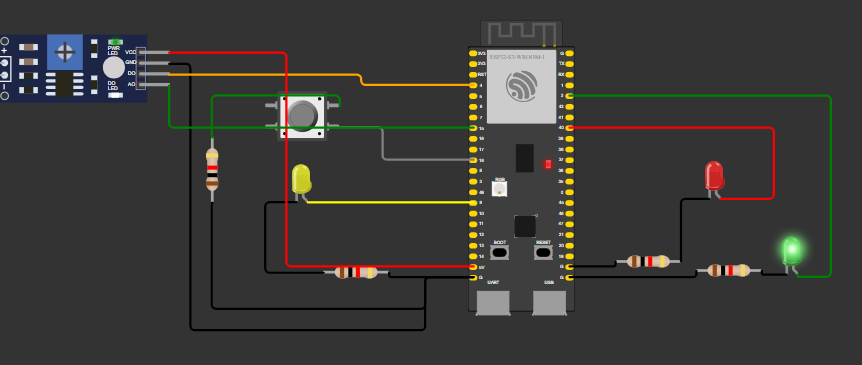 PWR
LED
VCC
GND
DO
AO
DO
LED
ESP32-S3-WROOM-1
3V3
3V3
RST
4
5
6
7
15
16
17
18
8
3
46
9
10
11
12
13
14
5V
G
G
TX
RX
1
2
42
41
40
39
38
37
36
35
0
45
48
47
21
20
19
G
G
RGB
BOOT
RESET
UART
USB